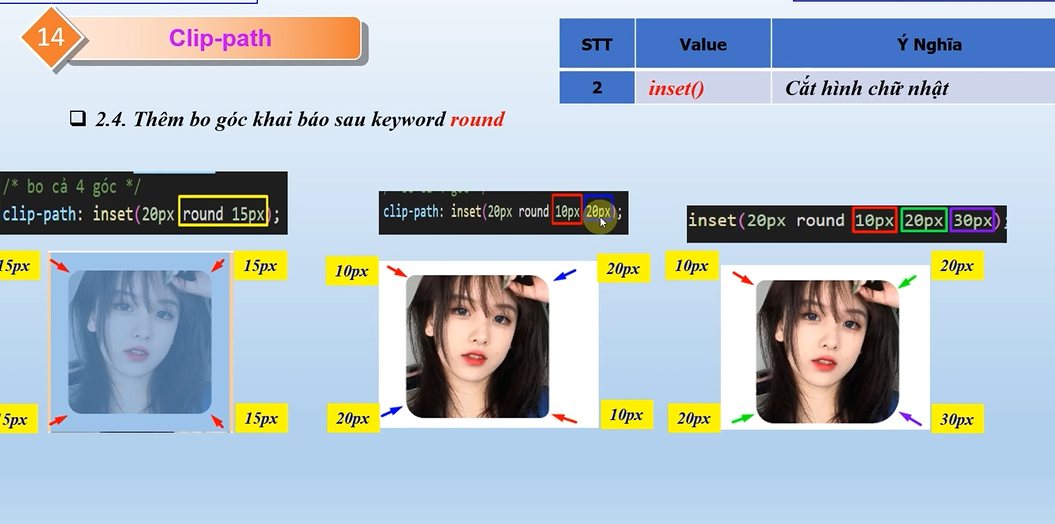 14
Clip-path
STT Value Ý Nghĩa
2 inset() Cắt hình chữ nhật
2.4. Thêm bo góc khai báo sau keyword round
/* bo cả 4 góc */
clip-path: inset(20px round 15px);
clip-path: inset(20px round 10px 20px);
inset(20px round 10px 20px 30px);
15px 15px
10px 20px
10px 20px
5px 15px
20px 10px
20px 30px